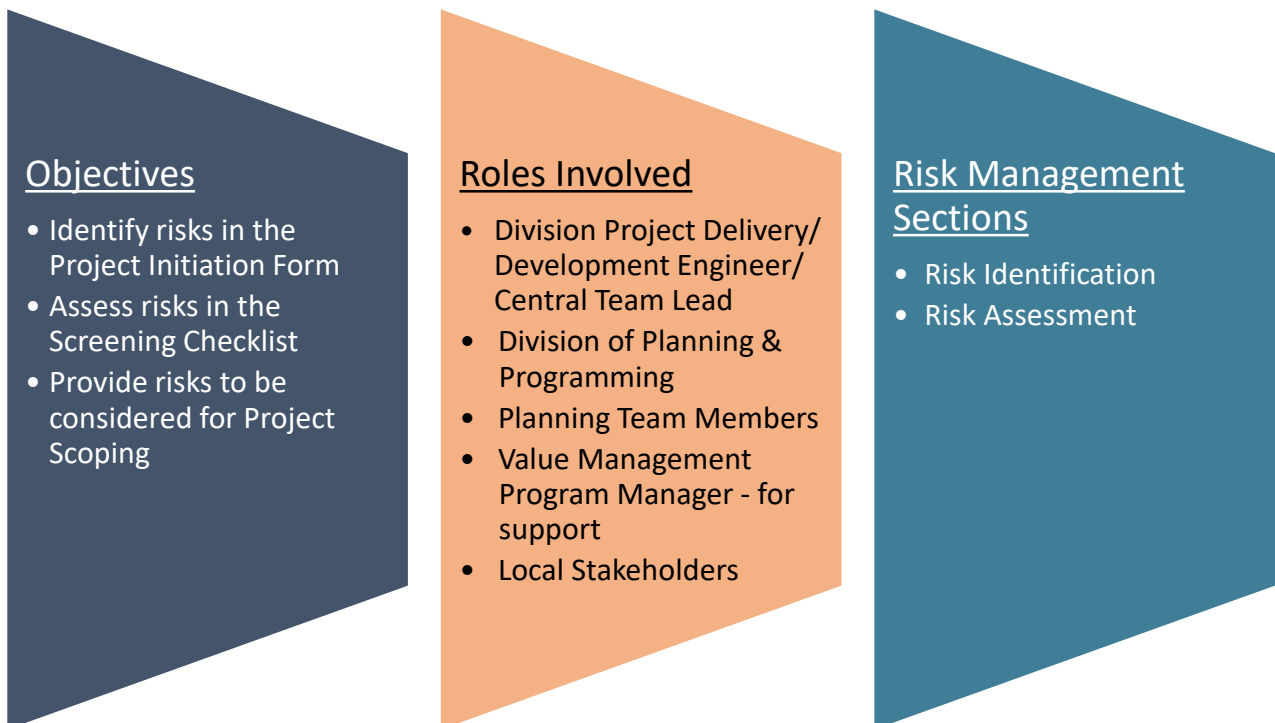 Objectives
• Identify risks in the
Project Initiation Form
• Assess risks in the
Screening Checklist
• Provide risks to be
considered for Project
Scoping
Roles Involved
• Division Project Delivery/
Development Engineer/
Central Team Lead
• Division of Planning &
Programming
• Planning Team Members
• Value Management
Program Manager - for
support
• Local Stakeholders
Risk Management
Sections
• Risk Identification
• Risk Assessment